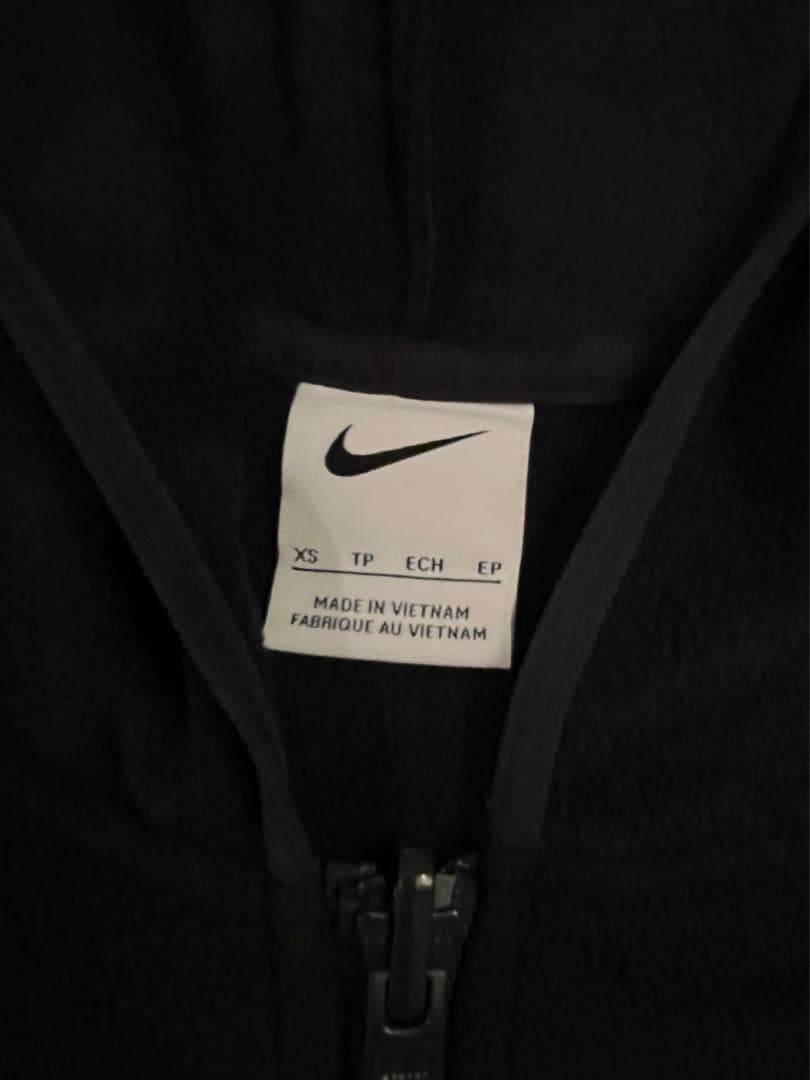 XS TP ECH EP
MADE IN VIETNAM
FABRIQUE AU VIETNAM